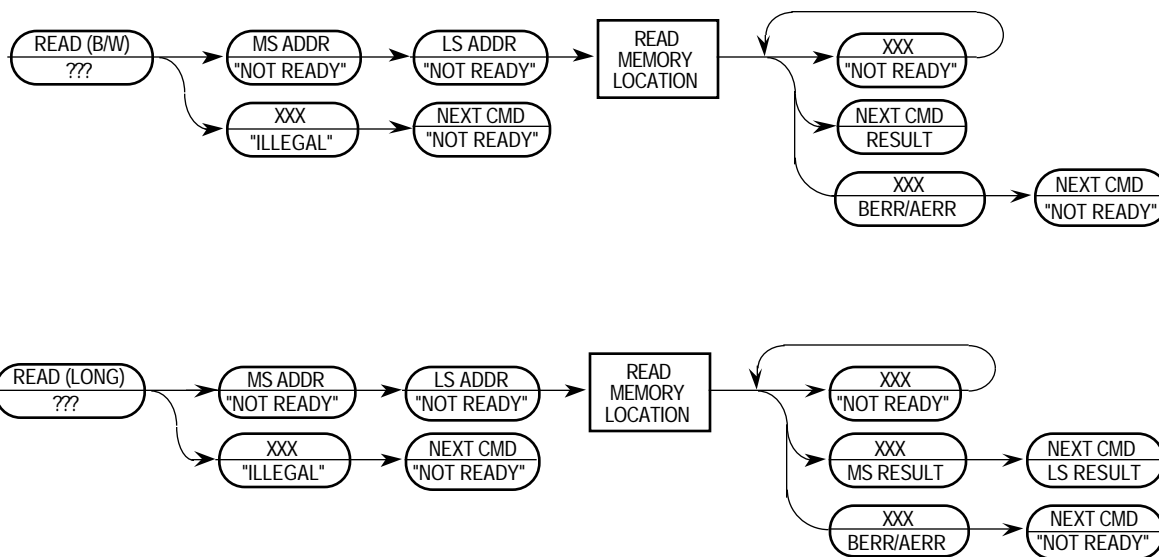 READ (B/W)
???
MS ADDR
"NOT READY"
LS ADDR
"NOT READY"
READ
MEMORY
LOCATION
XXX
"NOT READY"
XXX
"ILLEGAL"
NEXT CMD
"NOT READY"
NEXT CMD
RESULT
XXX
BERR/AERR
NEXT CMD
"NOT READY"
READ (LONG)
???
MS ADDR
"NOT READY"
LS ADDR
"NOT READY"
READ
MEMORY
LOCATION
XXX
"NOT READY"
XXX
"ILLEGAL"
NEXT CMD
"NOT READY"
XXX
MS RESULT
NEXT CMD
LS RESULT
XXX
BERR/AERR
NEXT CMD
"NOT READY"